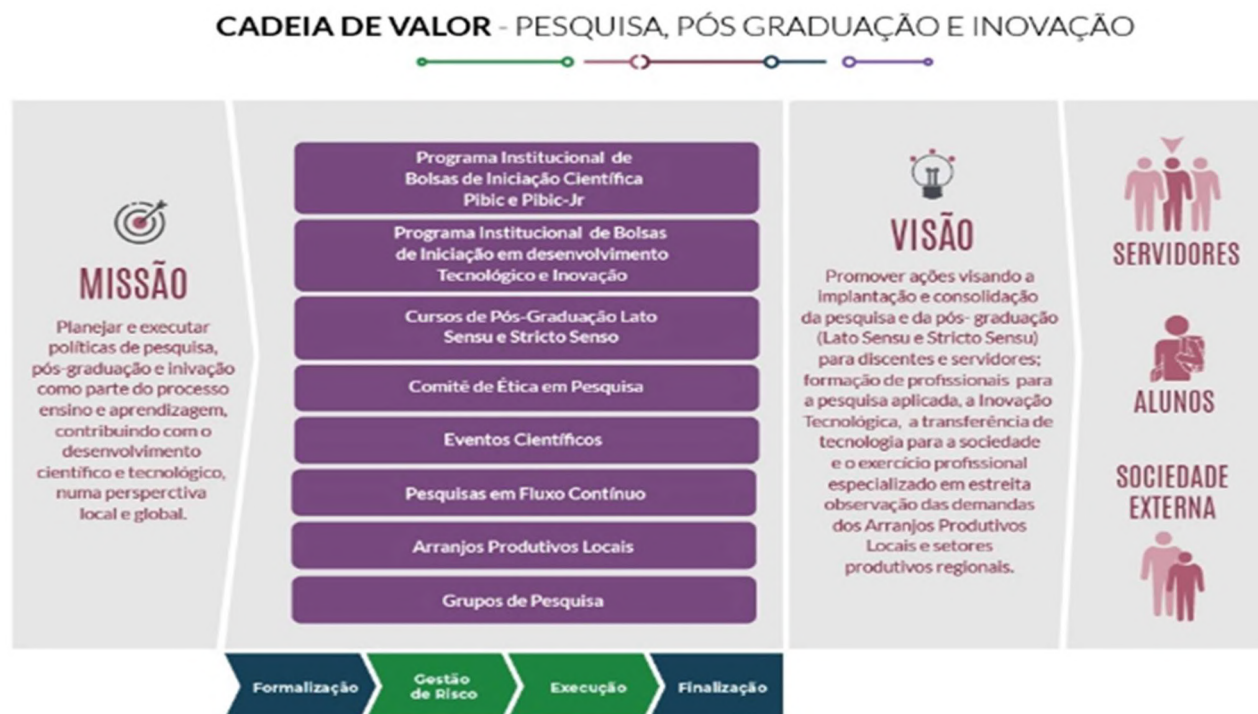 CADEIA DE VALOR - PESQUISA, PÓS GRADUAÇÃO E INOVAÇÃO
MISSÃO
Planejar e executar
políticas de pesquisa,
pós-graduação e inivação
como parte do processo
ensino e aprendizagem,
contribuindo com o
desenvolvimento
científico e tecnológico,
numa persperctiva
local e global.
Programa Institucional de
Bolsas de Iniciação Científica
Pibic e Pibic-Jr
Programa Institucional de Bolsas
de Iniciação em desenvolvimento
Tecnológico e Inovação
Cursos de Pós-Graduação Lato
Sensu e Stricto Senso
Comitê de Ética em Pesquisa
Eventos Científicos
Pesquisas em Fluxo Contínuo
Arranjos Produtivos Locais
Grupos de Pesquisa
Formalização
Gestão
de Risco
Execução
Finalização
VISÃO
Promover ações visando a
implantação e consolidação
da pesquisa e da pós- graduação
(Lato Sensu e Stricto Sensu)
para discentes e servidores;
formação de profissionais para
a pesquisa aplicada, a Inovação
Tecnológica, a transferência de
tecnologia para a sociedade
e o exercício profissional
especializado em estreita
observação das demandas
dos Arranjos Produtivos
Locais e setores
produtivos regionais.
SERVIDORES
ALUNOS
SOCIEDADE
EXTERNA